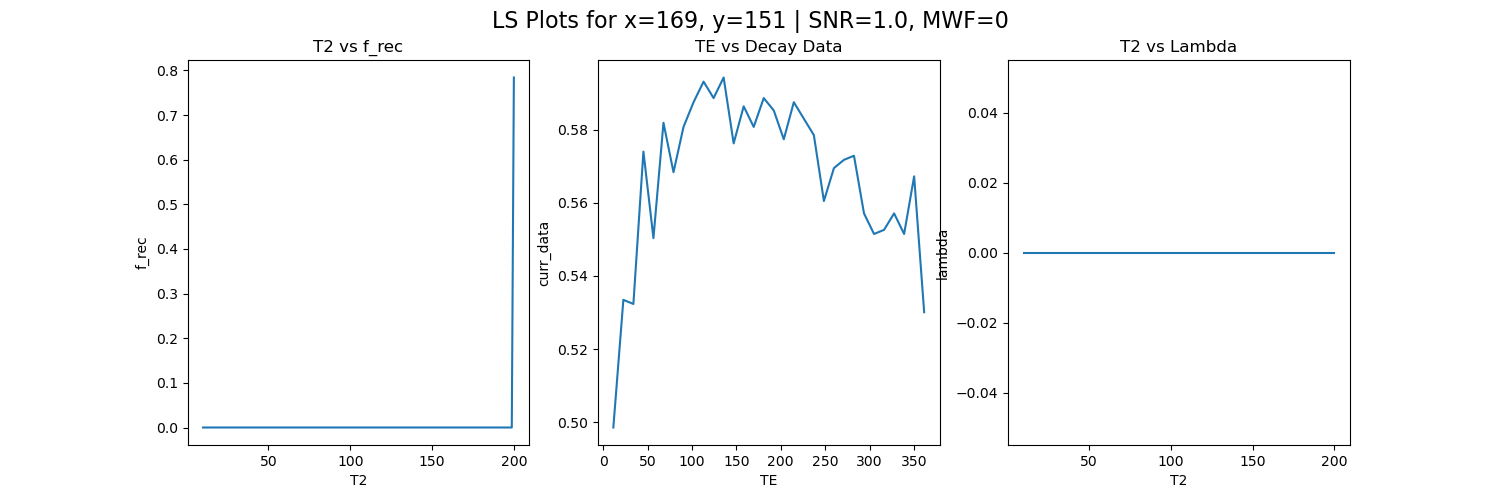 LS Plots for x=169, y=151 | SNR=1.0, MWF=0
T2 vs f_rec
0.8
0.7
0.6
0.5
0.4
0.3
0.2
0.1
0.0
f_rec
50 100 150 200
T2
TE vs Decay Data
0.58
0.56
0.54
0.52
0.50
curr_data
0 50 100 150 200 250 300 350
TE
T2 vs Lambda
0.04
0.02
0.00
−0.02
−0.04
lambda
50 100 150 200
T2